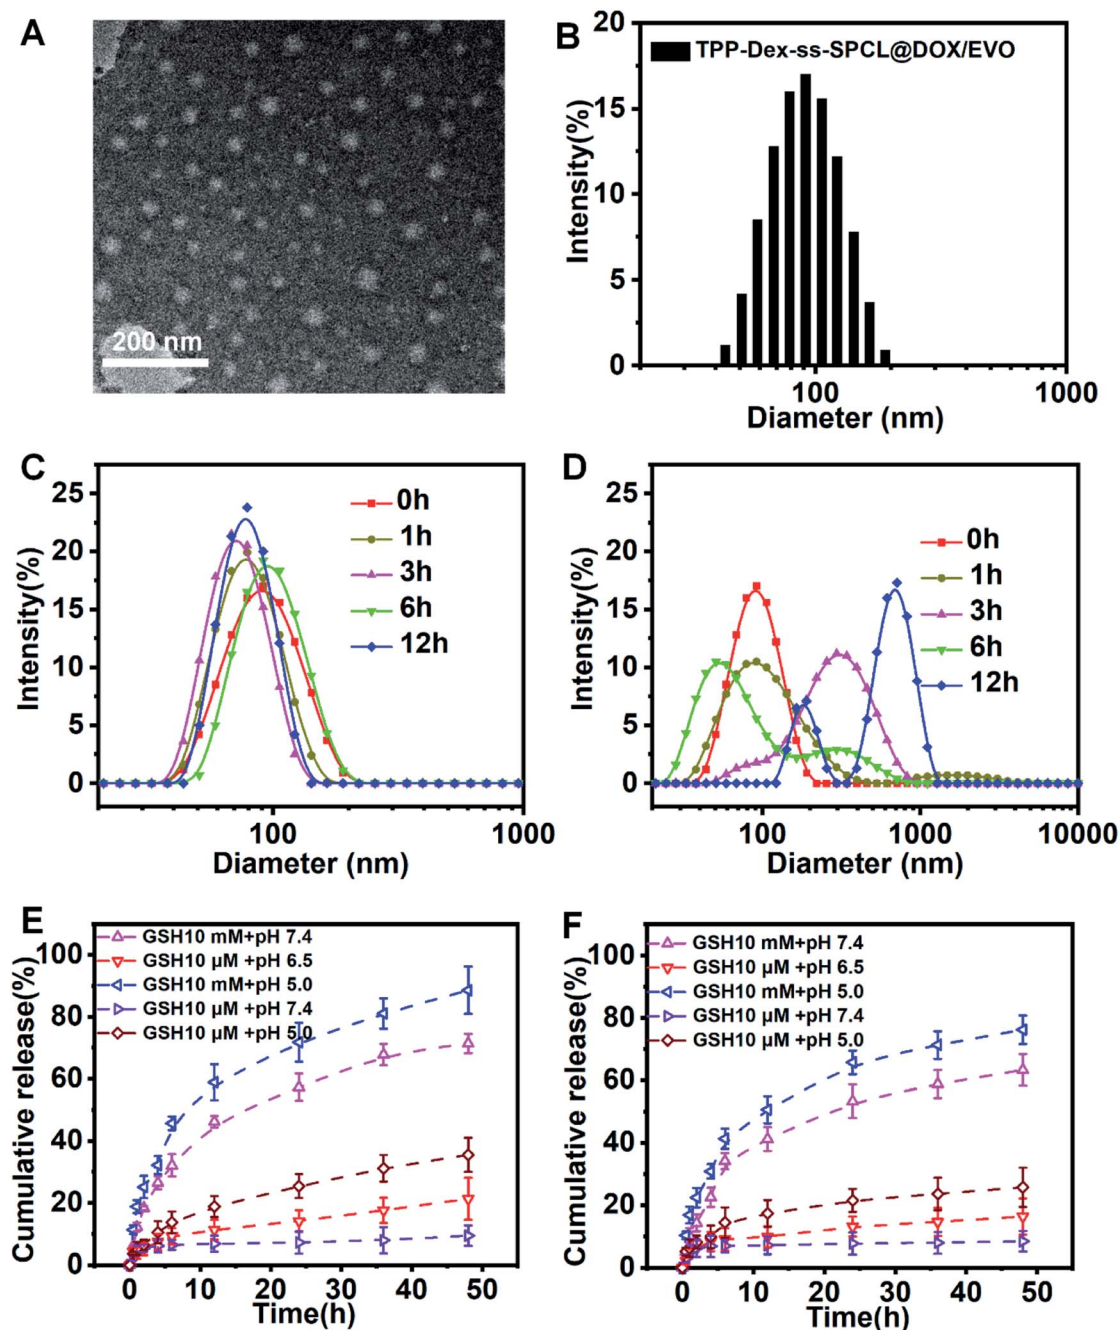 A
200 nm
B
TPP-Dex-ss-SPCL@DOX/EVO
Intensity(%)
20
15
10
5
0
100
1000
Diameter (nm)
C
Intensity(%)
25
20
15
10
5
0
0h
1h
3h
6h
12h
100
1000
Diameter (nm)
D
Intensity(%)
25
20
15
10
5
0
0h
1h
3h
6h
12h
100
1000
10000
Diameter (nm)
E
Cumulative release(%)
100
80
60
40
20
0
GSH10 mM+pH 7.4
GSH10 μM +pH 6.5
GSH10 mM+pH 5.0
GSH10 μM +pH 7.4
GSH10 μM +pH 5.0
0 10 20 30 40 50
Time(h)
F
Cumulative release(%)
100
80
60
40
20
0
GSH10 mM+pH 7.4
GSH10 μM +pH 6.5
GSH10 mM+pH 5.0
GSH10 μM +pH 7.4
GSH10 μM +pH 5.0
0 10 20 30 40 50
Time(h)